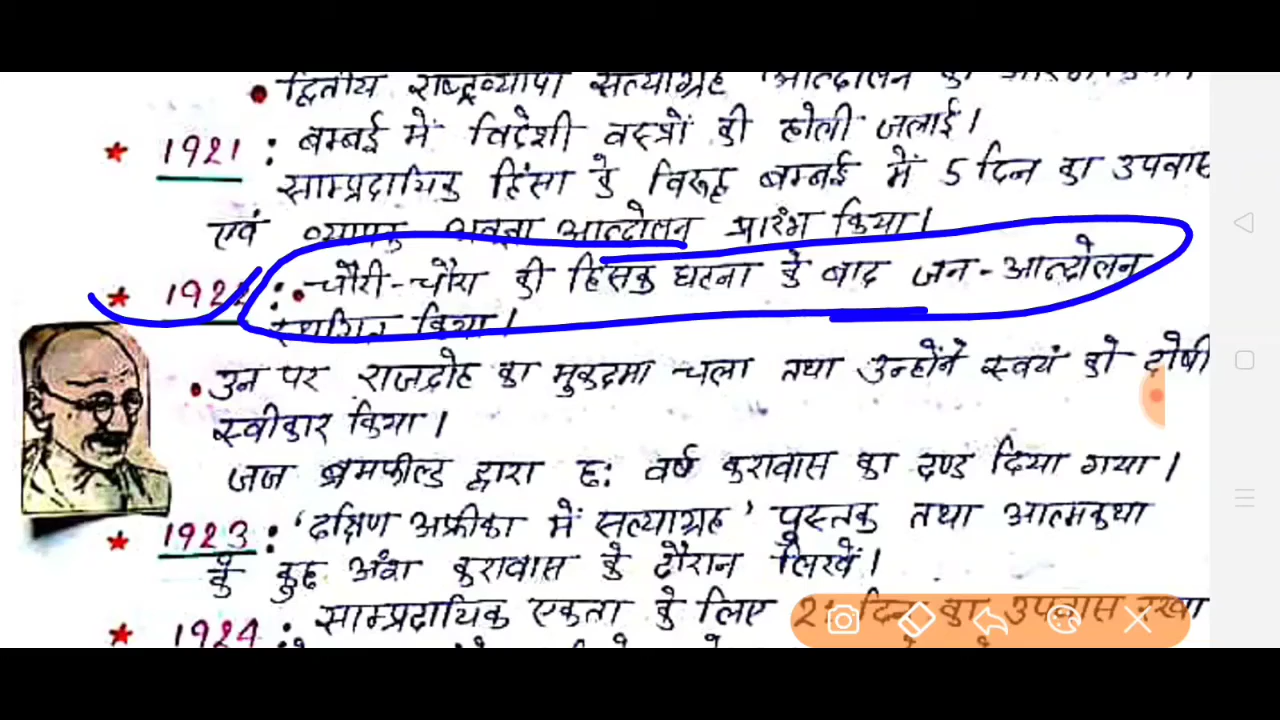 द्वितीय राष्ट्रव्यापी सत्याग्रह आन्दोलन
1921 : बम्बई में विदेशी वस्त्रों की होली जलाई।
साम्प्रदायिक हिंसा के विरूद्ध बम्बई में 5 दिन का उपवास
एवं व्यापक अवज्ञा आन्दोलन प्रारंभ किया।
1922 : चौरी-चौरा की हिंसक घटना के बाद जन-आन्दोलन
स्थगित किया।
उन पर राजद्रोह का मुकदमा चला तथा उन्होंने स्वयं को दोषी
स्वीकार किया।
जज ब्रमफील्ड द्वारा छ: वर्ष कारावास का दण्ड दिया गया।
1923 : 'दक्षिण अफ्रीका में सत्याग्रह' पुस्तक तथा आत्मकथा
के कुछ अंश कारावास के दौरान लिखें।
1924 : साम्प्रदायिक एकता के लिए 21 दिन का उपवास रखा